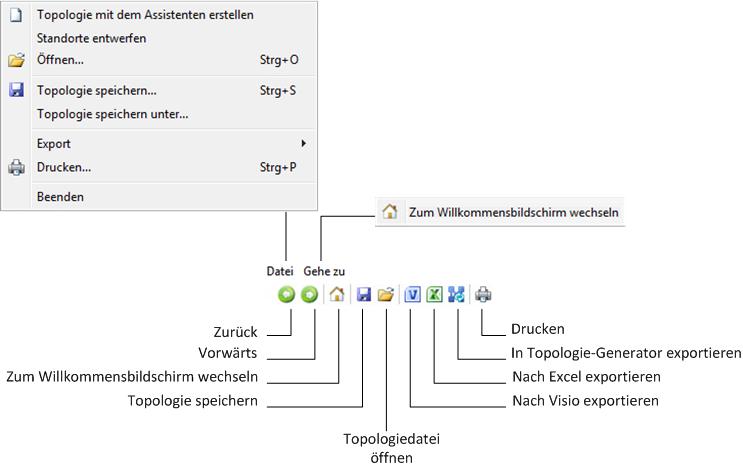 Topologie mit dem Assistenten erstellen
Standorte entwerfen
Öffnen... Strg+O
Topologie speichern... Strg+S
Topologie speichern unter...
Export
Drucken... Strg+P
Beenden
Zum Willkommensbildschirm wechseln
Datei Gehe zu
Zurück
Vorwärts
Zum Willkommensbildschirm wechseln
Topologie speichern
Topologiedatei
öffnen
Drucken
In Topologie-Generator exportieren
Nach Excel exportieren
Nach Visio exportieren